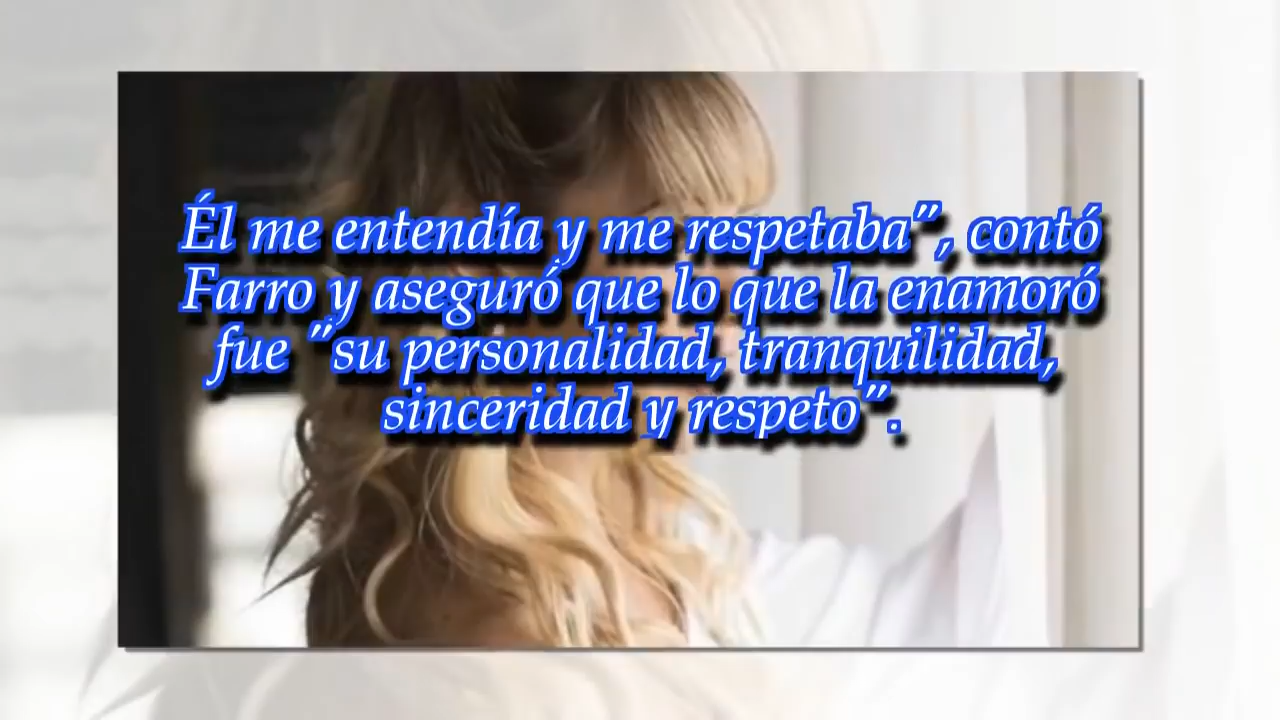 Él me entendía y me respetaba”, contó
Farro y aseguró que lo que la enamoró
fue ”su personalidad, tranquilidad,
sinceridad y respeto”.